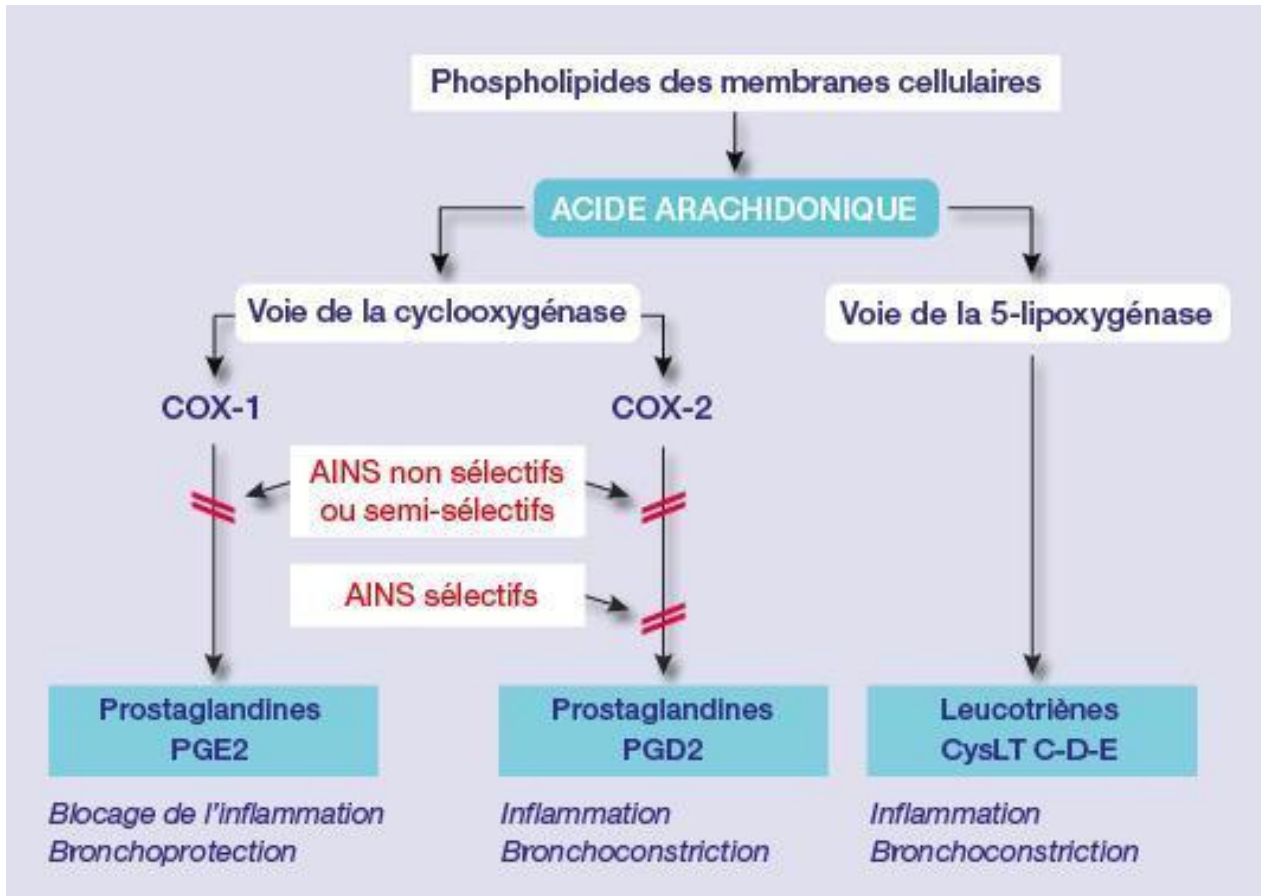 Phospholipides des membranes cellulaires
ACIDE ARACHIDONIQUE
Voie de la cyclooxygénase
Voie de la 5-lipoxygénase
COX-1
COX-2
AINS non sélectifs
ou semi-sélectifs
AINS sélectifs
Prostaglandines
PGE2
Prostaglandines
PGD2
Leucotriènes
CysLT C-D-E
Blocage de l'inflammation
Bronchoprotection
Inflammation
Bronchoconstriction
Inflammation
Bronchoconstriction